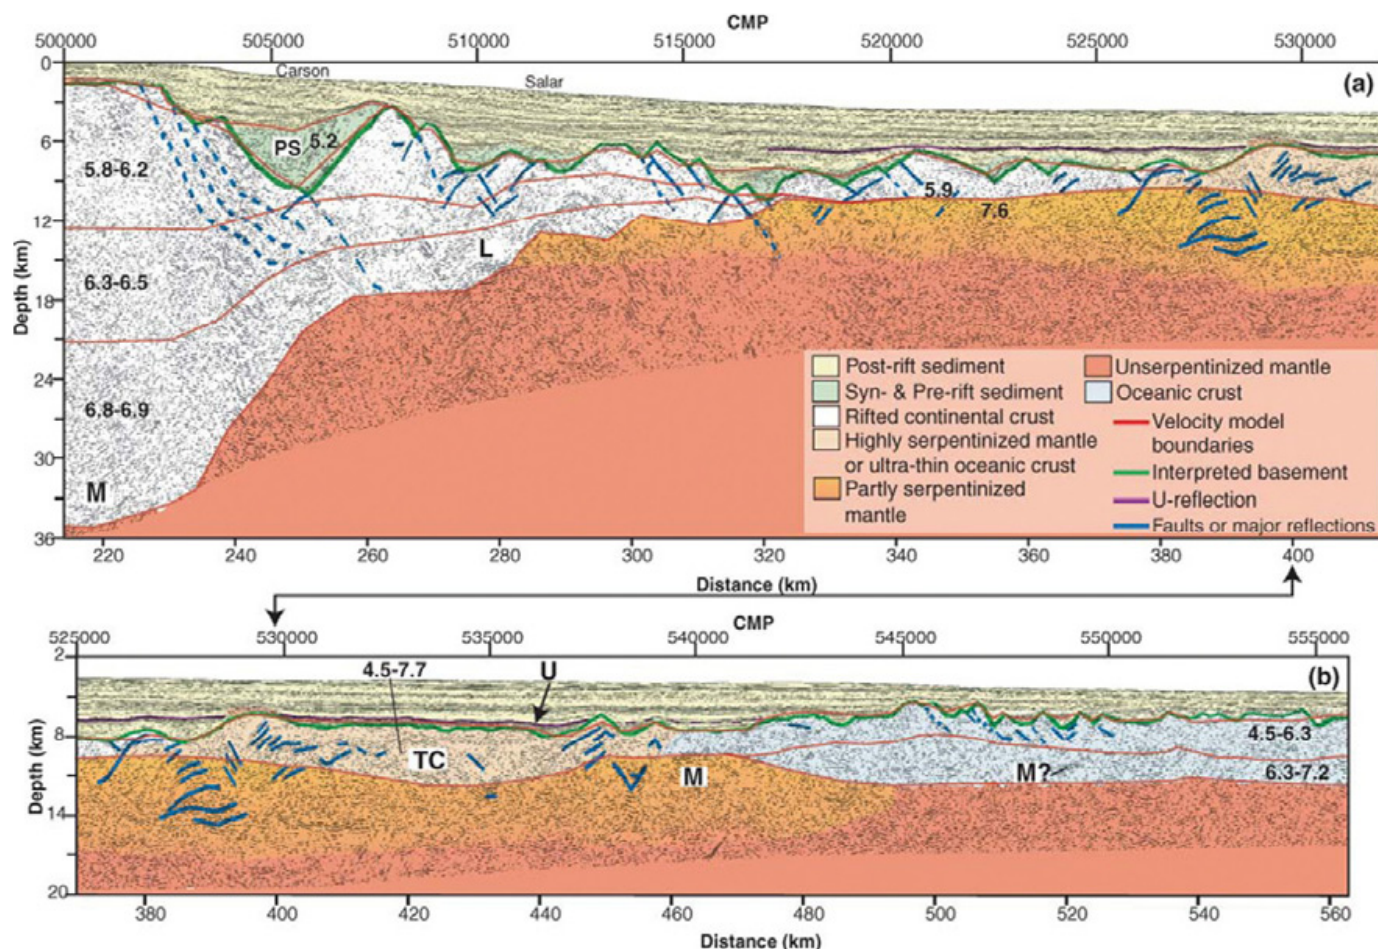 CMP
500000 505000 510000 515000 520000 525000 530000
Carson
Salar
(a)
0
6
12
18
24
30
36
Depth (km)
PS 5.2
5.8-6.2
5.9
7.6
L
6.3-6.5
6.8-6.9
M
Post-rift sediment
Syn- & Pre-rift sediment
Rifted continental crust
Highly serpentinized mantle
or ultra-thin oceanic crust
Partly serpentinized
mantle
Unserpentinized mantle
Oceanic crust
Velocity model
boundaries
Interpreted basement
U-reflection
Faults or major reflections
220 240 260 280 300 320 340 360 380 400
Distance (km)
CMP
525000 530000 535000 540000 545000 550000 555000
2
8
14
20
Depth (km)
4.5-7.7
U
(b)
TC
M
M?
4.5-6.3
6.3-7.2
380 400 420 440 460 480 500 520 540 560
Distance (km)